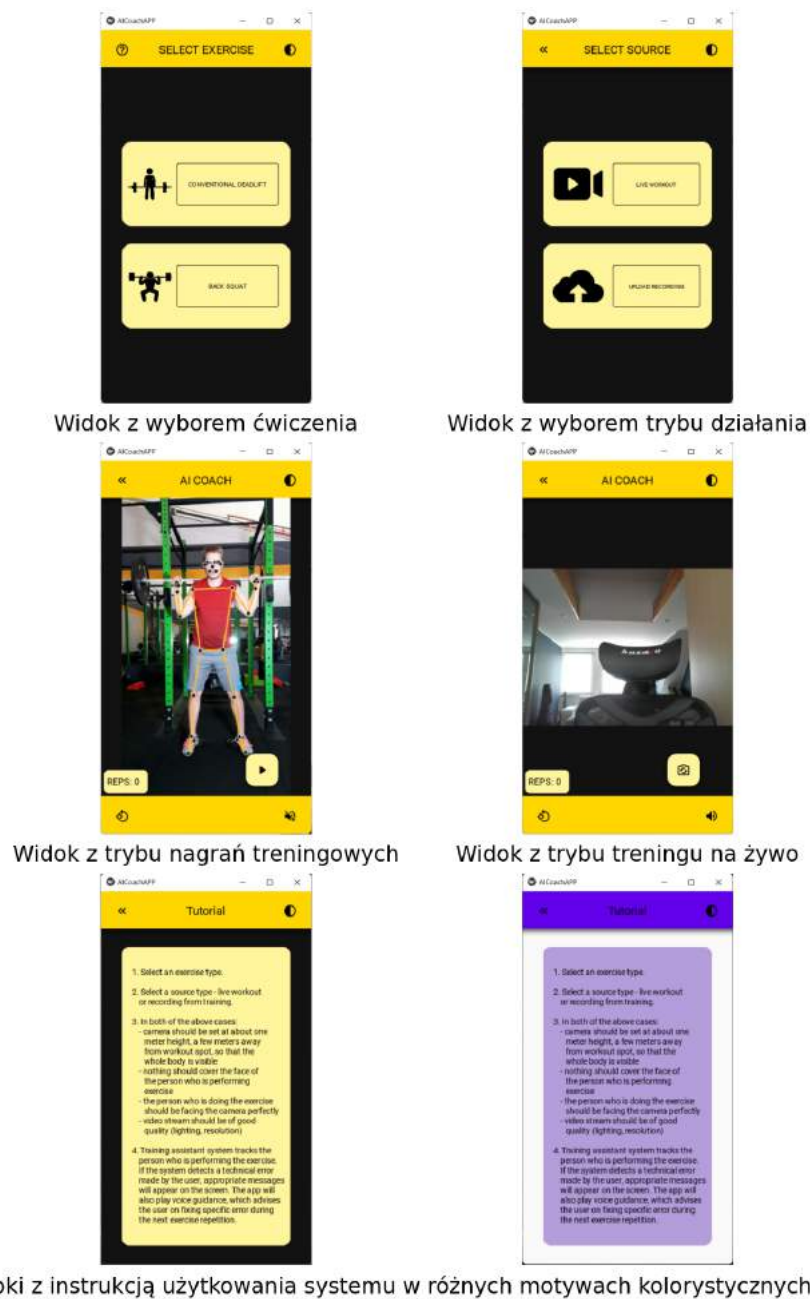 AICoachAPP
SELECT EXERCISE
CONVENTIONAL DEADLIFT
BACK SQUAT
Widok z wyborem ćwiczenia
AICoachAPP
SELECT SOURCE
LIVE WORKOUT
UPLOAD RECORDINGS
Widok z wyborem trybu działania
AICoachAPP
AI COACH
REPS: 0
Widok z trybu nagrań treningowych
AICoachAPP
AI COACH
REPS: 0
Widok z trybu treningu na żywo
AICoachAPP
Tutorial
1. Select an exercise type.
2. Select a source type - live workout
or recording from training.
3. In both of the above cases:
- camera should be set at about one
meter height, a few meters away
from workout spot, so that the
whole body is visible
- nothing should cover the face of
the person who is performing
exercise
- the person who is doing the exercise
should be facing the camera perfectly
- video stream should be of good
quality (lighting, resolution)
4. Training assistant system tracks the
person who is performing the exercise.
If the system detects a technical error
made by the user, appropriate messages
will appear on the screen. The app will
also play voice guidance, which advises
the user on fixing specific error during
the next exercise repetition.
AICoachAPP
Tutorial
1. Select an exercise type.
2. Select a source type - live workout
or recording from training.
3. In both of the above cases:
- camera should be set at about one
meter height, a few meters away
from workout spot, so that the
whole body is visible
- nothing should cover the face of
the person who is performing
exercise
- the person who is doing the exercise
should be facing the camera perfectly
- video stream should be of good
quality (lighting, resolution)
4. Training assistant system tracks the
person who is performing the exercise.
If the system detects a technical error
made by the user, appropriate messages
will appear on the screen. The app will
also play voice guidance, which advises
the user on fixing specific error during
the next exercise repetition.
oki z instrukcją użytkowania systemu w różnych motywach kolorystycznych